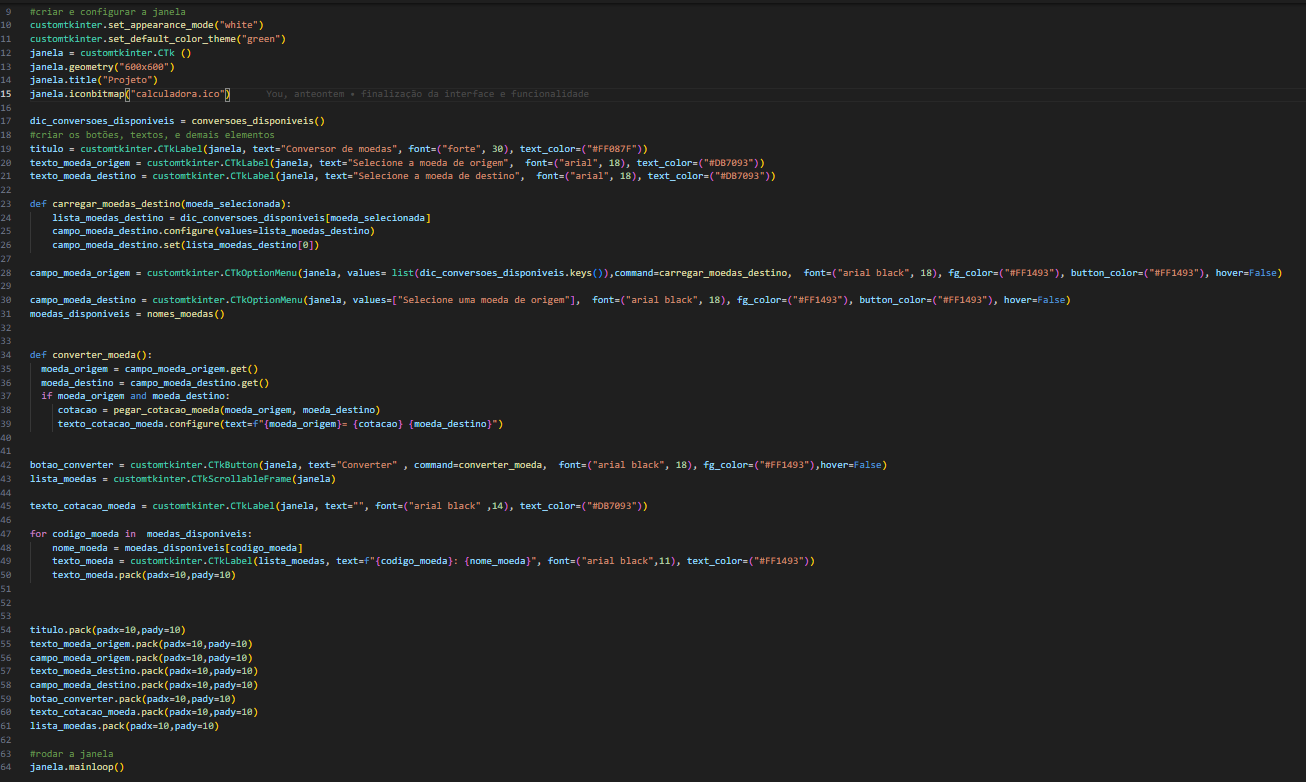 9 #criar e configurar a janela
10 customtkinter.set_appearance_mode("white")
11 customtkinter.set_default_color_theme("green")
12 janela = customtkinter.CTk ()
13 janela.geometry("600x600")
14 janela.title("Projeto")
15 janela.iconbitmap("calculadora.ico") You, anteontem • finalização da interface e funcionalidade
16
17 dic_conversoes_disponiveis = conversoes_disponiveis()
18 #criar os botões, textos, e demais elementos
19 titulo = customtkinter.CTkLabel(janela, text="Conversor de moedas", font=("forte", 30), text_color=("#FF087F"))
20 texto_moeda_origem = customtkinter.CTkLabel(janela, text="Selecione a moeda de origem", font=("arial", 18), text_color=("#DB7093"))
21 texto_moeda_destino = customtkinter.CTkLabel(janela, text="Selecione a moeda de destino", font=("arial", 18), text_color=("#DB7093"))
22
23 def carregar_moedas_destino(moeda_selecionada):
24 lista_moedas_destino = dic_conversoes_disponiveis[moeda_selecionada]
25 campo_moeda_destino.configure(values=lista_moedas_destino)
26 campo_moeda_destino.set(lista_moedas_destino[0])
27
28 campo_moeda_origem = customtkinter.CTkOptionMenu(janela, values= list(dic_conversoes_disponiveis.keys()),command=carregar_moedas_destino, font=("arial black", 18), fg_color=("#FF1493"), button_color=("#FF1493"), hover=False)
29
30 campo_moeda_destino = customtkinter.CTkOptionMenu(janela, values=["Selecione uma moeda de origem"], font=("arial black", 18), fg_color=("#FF1493"), button_color=("#FF1493"), hover=False)
31 moedas_disponiveis = nomes_moedas()
32
33
34 def converter_moeda():
35 moeda_origem = campo_moeda_origem.get()
36 moeda_destino = campo_moeda_destino.get()
37 if moeda_origem and moeda_destino:
38 cotacao = pegar_cotacao_moeda(moeda_origem, moeda_destino)
39 texto_cotacao_moeda.configure(text=f"{moeda_origem}= {cotacao} {moeda_destino}")
40
41
42 botao_converter = customtkinter.CTkButton(janela, text="Converter" , command=converter_moeda, font=("arial black", 18), fg_color=("#FF1493"),hover=False)
43 lista_moedas = customtkinter.CTkScrollableFrame(janela)
44
45 texto_cotacao_moeda = customtkinter.CTkLabel(janela, text="", font=("arial black" ,14), text_color=("#DB7093"))
46
47 for codigo_moeda in moedas_disponiveis:
48 nome_moeda = moedas_disponiveis[codigo_moeda]
49 texto_moeda = customtkinter.CTkLabel(lista_moedas, text=f"{codigo_moeda}: {nome_moeda}", font=("arial black",11), text_color=("#FF1493"))
50 texto_moeda.pack(padx=10,pady=10)
51
52
53
54 titulo.pack(padx=10,pady=10)
55 texto_moeda_origem.pack(padx=10,pady=10)
56 campo_moeda_origem.pack(padx=10,pady=10)
57 texto_moeda_destino.pack(padx=10,pady=10)
58 campo_moeda_destino.pack(padx=10,pady=10)
59 botao_converter.pack(padx=10,pady=10)
60 texto_cotacao_moeda.pack(padx=10,pady=10)
61 lista_moedas.pack(padx=10,pady=10)
62
63 #rodar a janela
64 janela.mainloop()